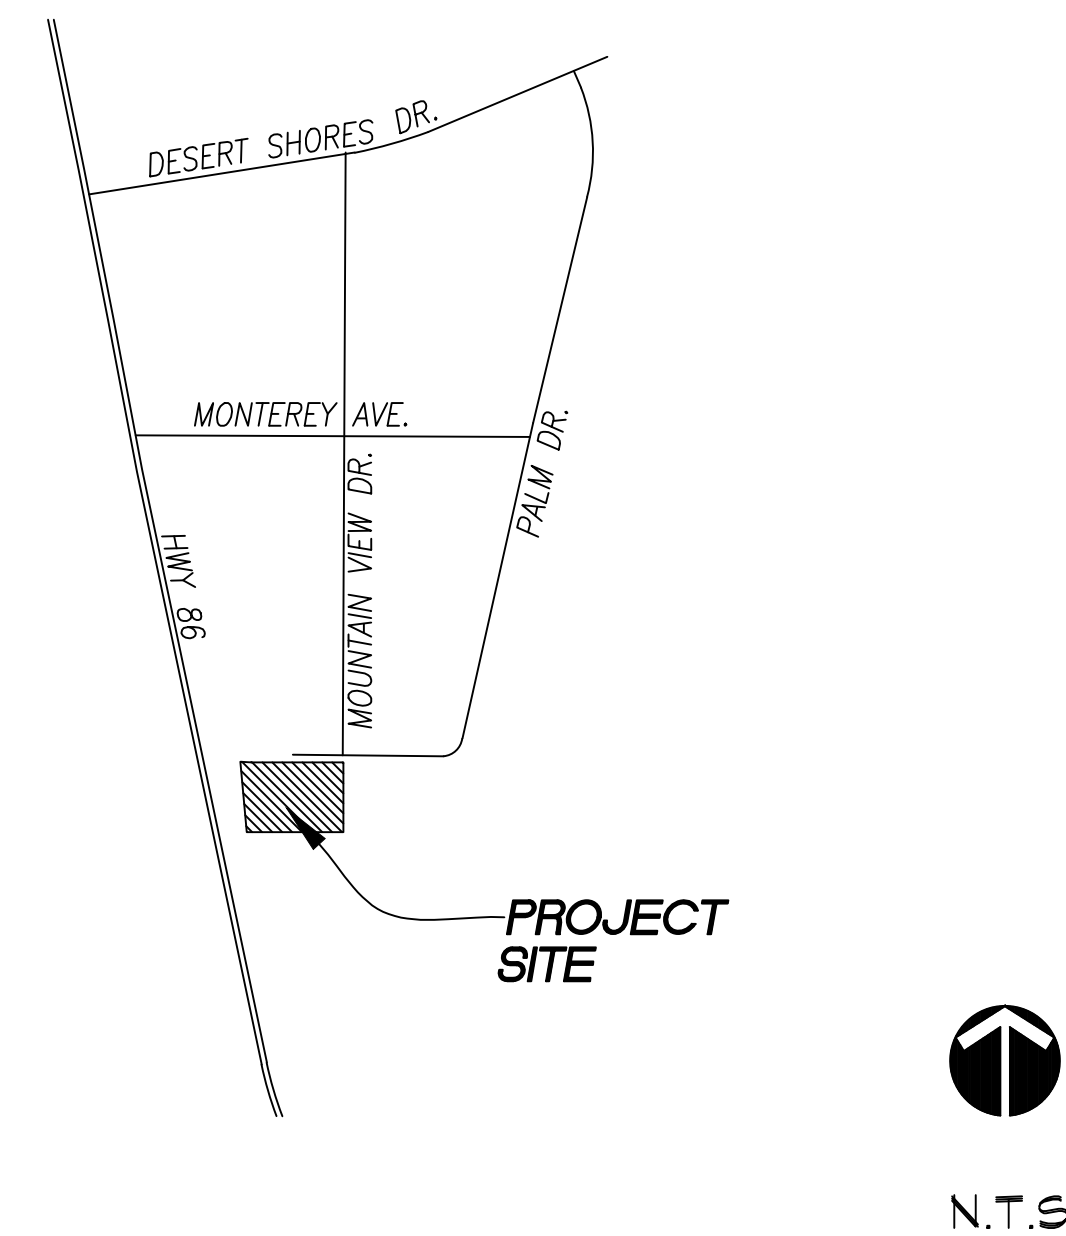 DESERT SHORES DR.
MONTEREY AVE.
PALM DR.
MOUNTAIN VIEW DR.
HWY 86
PROJECT
SITE
N.T.S